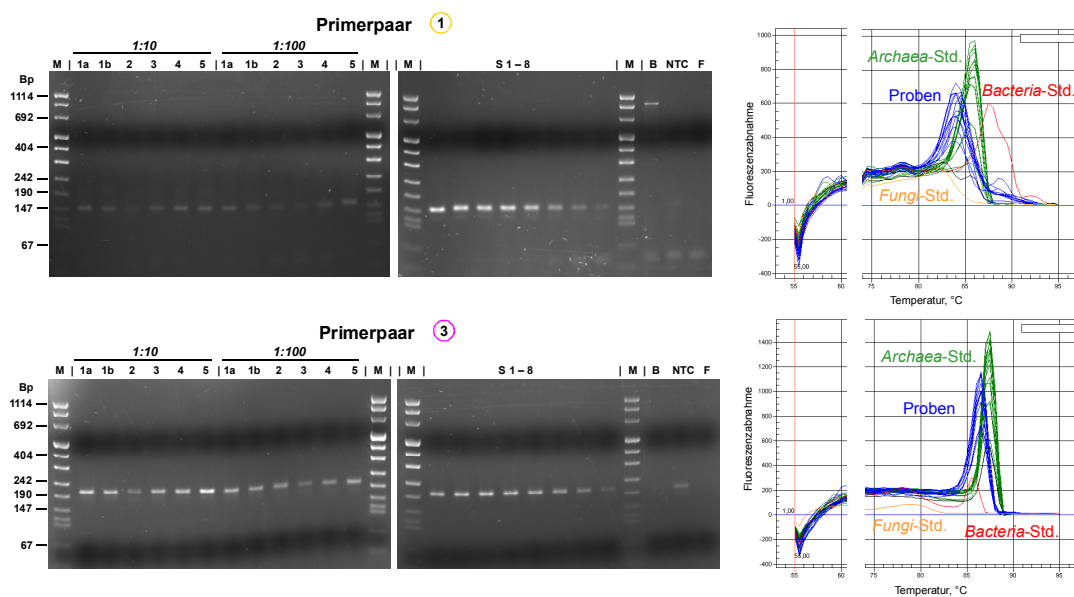 Primerpaar 1
1:10 1:100
M | 1a 1b 2 3 4 5 | 1a 1b 2 3 4 5 | M | | M | S 1 – 8 | M | B NTC F
Bp
1114
692
404
242
190
147
67
1000
800
600
400
200
0
-200
-400
Fluoreszenzabnahme
Archaea-Std.
Bacteria-Std.
Proben
Fungi-Std.
1,00
55,00
55 60 75 80 85 90 95
Temperatur, °C
Primerpaar 3
1:10 1:100
M | 1a 1b 2 3 4 5 | 1a 1b 2 3 4 5 | M | | M | S 1 – 8 | M | B NTC F
Bp
1114
692
404
242
190
147
67
1400
1200
1000
800
600
400
200
0
-200
-400
Fluoreszenzabnahme
Archaea-Std.
Proben
Fungi-Std.
Bacteria-Std.
1,00
55,00
55 60 75 80 85 90 95
Temperatur, °C